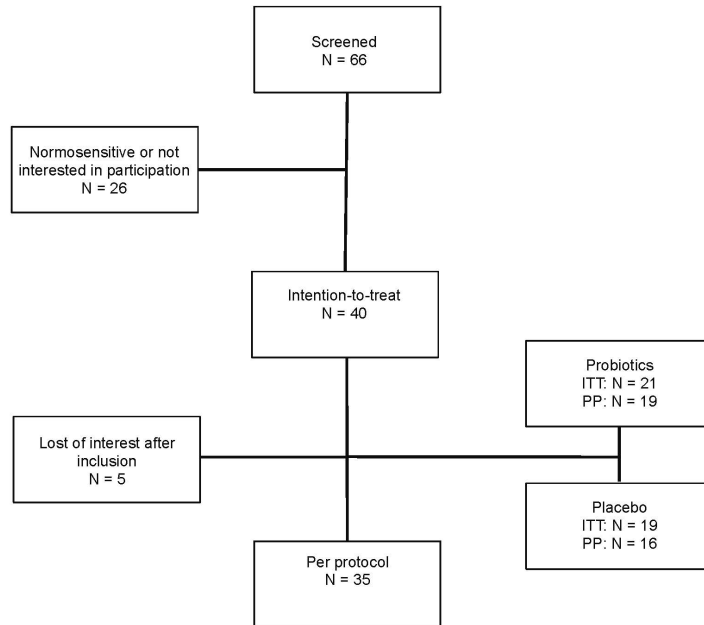 Screened
N = 66
Normosensitive or not
interested in participation
N = 26
Intention-to-treat
N = 40
Probiotics
ITT: N = 21
PP: N = 19
Lost of interest after
inclusion
N = 5
Placebo
ITT: N = 19
PP: N = 16
Per protocol
N = 35